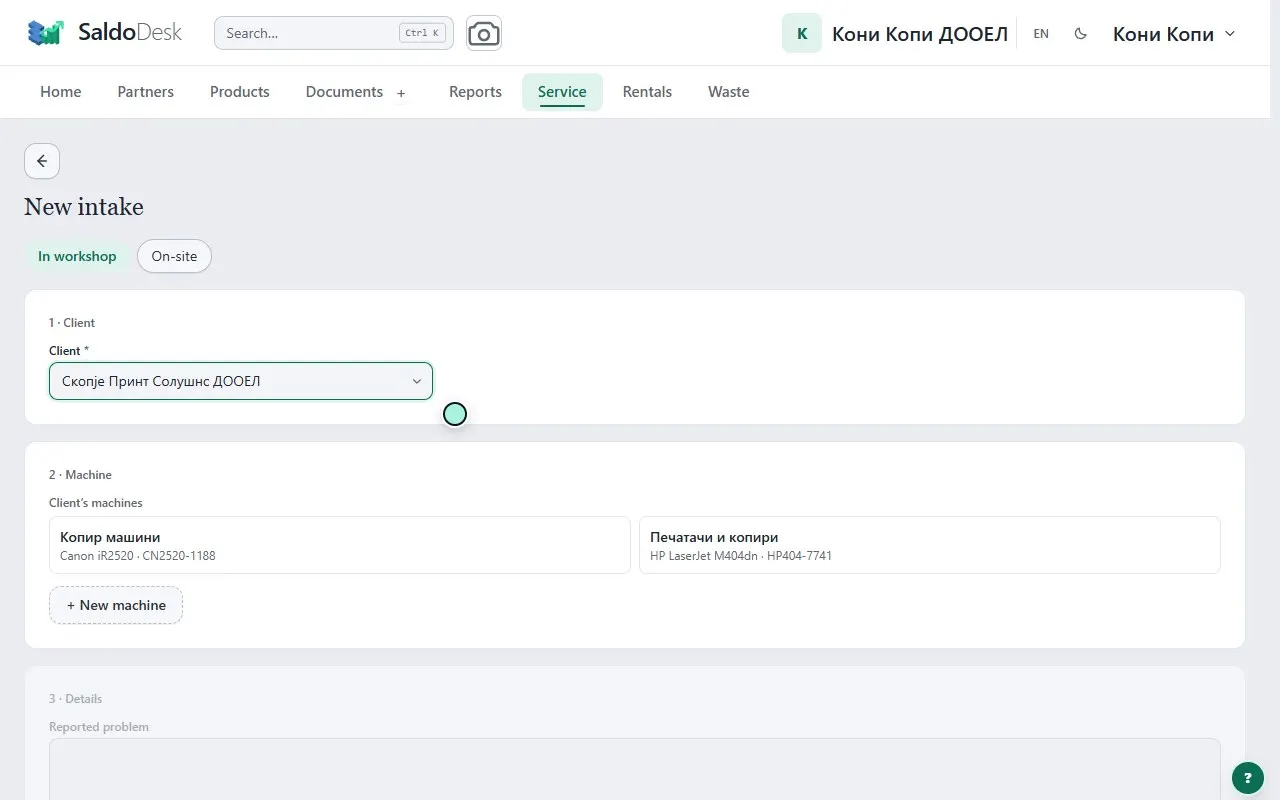 SaldoDesk
Search...
Ctrl K
K
Кони Копи ДООЕЛ
EN
Кони Копи
Home
Partners
Products
Documents
+
Reports
Service
Rentals
Waste
New intake
In workshop
On-site
1 · Client
Client *
Скопје Принт Солушнс ДООЕЛ
2 · Machine
Client's machines
Копир машини
Canon iR2520 · CN2520-1188
Печатачи и копири
HP LaserJet M404dn · HP404-7741
+ New machine
3 · Details
Reported problem
?